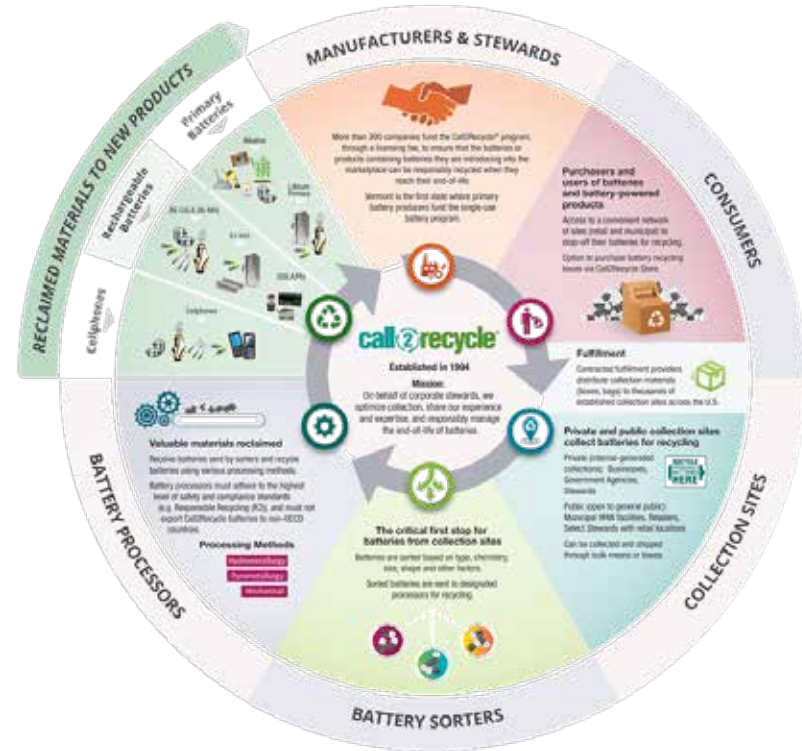 MANUFACTURERS & STEWARDS
More than 300 companies fund the Call2Recycle® program,
through a licensing fee, to ensure that the batteries or
products containing batteries they are introducing into the
marketplace can be responsibly recycled when they
reach their end-of-life.
Vermont is the first state where primary
battery producers fund the single-use
battery program.
CONSUMERS
Purchasers and
users of batteries
and battery-powered
products
Access to a convenient network
of sites (retail and municipal) to
drop-off their batteries for recycling.
Option to purchase battery recycling
boxes via Call2Recycle Store.
Fulfillment
Contracted fulfillment providers
distribute collection materials
(boxes, bags) to thousands of
established collection sites across the U.S.
COLLECTION SITES
Private and public collection sites
collect batteries for recycling
Private (internal-generated
collections): Businesses,
Government Agencies,
Stewards
RECYCLE
HERE
Public (open to general public):
Municipal HHW facilities, Retailers,
Select Stewards with retail locations
Can be collected and shipped
through bulk means or boxes.
BATTERY SORTERS
The critical first stop for
batteries from collection sites
Batteries are sorted based on type, chemistry,
size, shape and other factors.
Sorted batteries are sent to designated
processors for recycling.
BATTERY PROCESSORS
Valuable materials reclaimed
Receive batteries sent by sorters and recycle
batteries using various processing methods.
Battery processors must adhere to the highest
level of safety and compliance standards
(e.g. Responsible Recycling (R2)), and must not
export Call2Recycle batteries to non-OECD
countries.
Processing Methods
Hydrometallurgy
Pyrometallurgy
Mechanical
RECLAIMED MATERIALS TO NEW PRODUCTS
Cellphones
Rechargeable
Batteries
Primary
Batteries
Cellphones
Li-Ion
SSLA/Pb
Alkaline
Lithium
Primary
call2recycle®
Established in 1994
Mission:
On behalf of corporate stewards, we
optimize collection, share our experience
and expertise, and responsibly manage
the end-of-life of batteries.